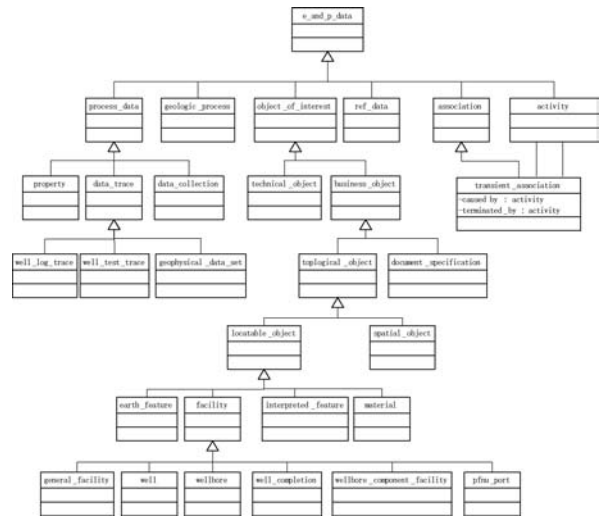 e_and_p_data
process_data
geologic_process
object_of_interest
ref_data
association
activity
property
data_trace
data_collection
technical_object
business_object
transient_association
-caused by : activity
-terminated_by : activity
well_log_trace
well_test_trace
geophysical_data_set
toplogical_object
document_specification
locatable_object
spatial_object
earth_feature
facility
interpreted_feature
material
general_facility
well
wellbore
well_completion
wellbore_component_facility
pfnu_port